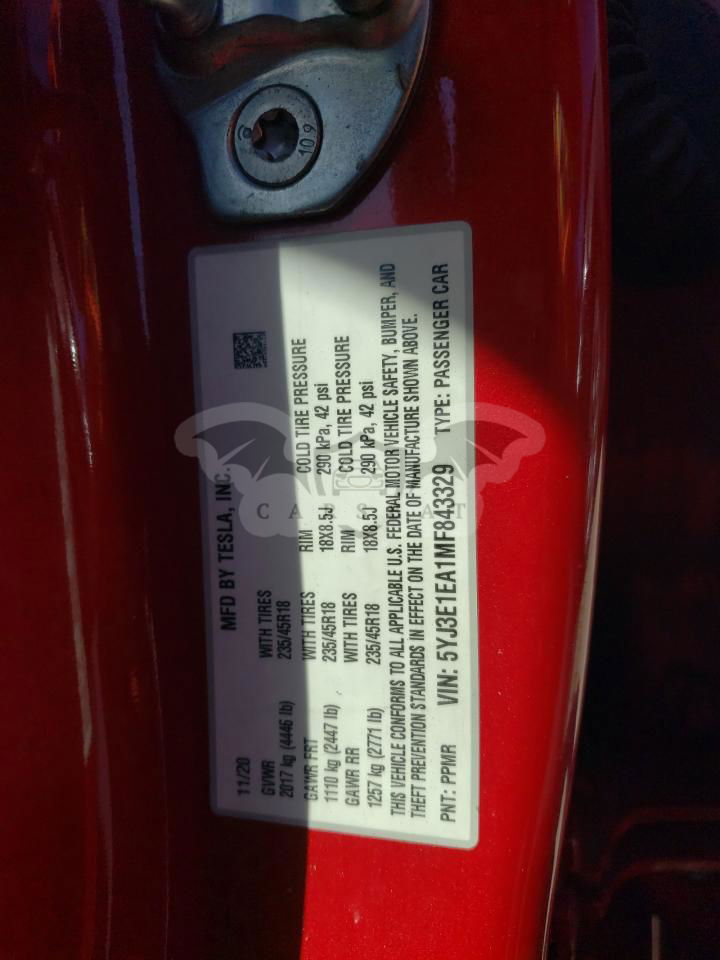 10.9
MFD BY TESLA, INC.
11/20
GVWR WITH TIRES
2017 kg (4446 lb) 235/45R18
GAWR FRT WITH TIRES RIM COLD TIRE PRESSURE
1110 kg (2447 lb) 235/45R18 18X8.5J 290 kPa, 42 psi
GAWR RR WITH TIRES RIM COLD TIRE PRESSURE
1257 kg (2771 lb) 235/45R18 18X8.5J 290 kPa, 42 psi
THIS VEHICLE CONFORMS TO ALL APPLICABLE U.S. FEDERAL MOTOR VEHICLE SAFETY, BUMPER, AND
THEFT PREVENTION STANDARDS IN EFFECT ON THE DATE OF MANUFACTURE SHOWN ABOVE.
PNT: PPMR VIN: 5YJ3E1EA1MF843329 TYPE: PASSENGER CAR